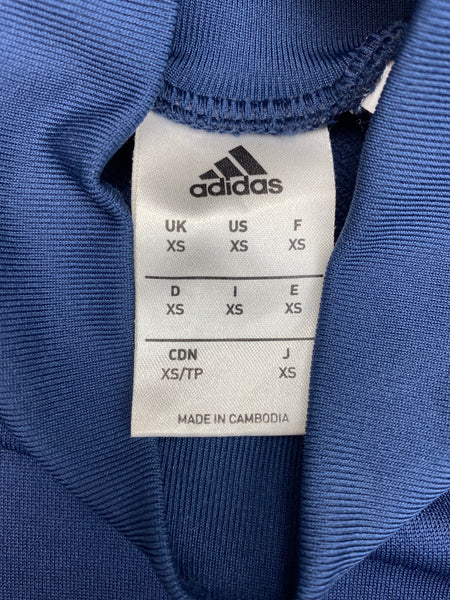 adidas
UK US F
XS XS XS
D I E
XS XS XS
CDN J
XS/TP XS
MADE IN CAMBODIA